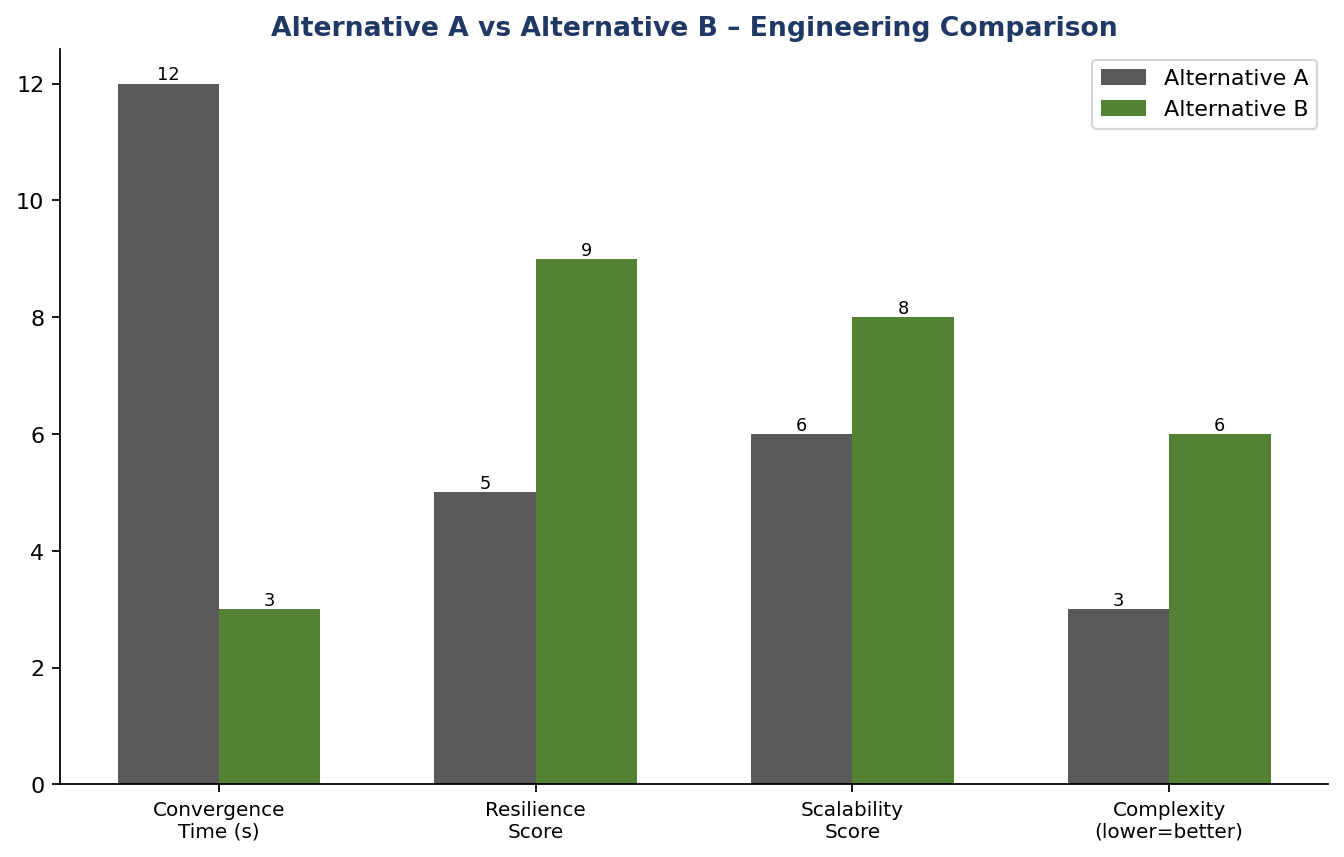 Alternative A vs Alternative B – Engineering Comparison
Alternative A
Alternative B
12
10
8
6
4
2
0
12
3
5
9
6
8
3
6
Convergence
Time (s)
Resilience
Score
Scalability
Score
Complexity
(lower=better)